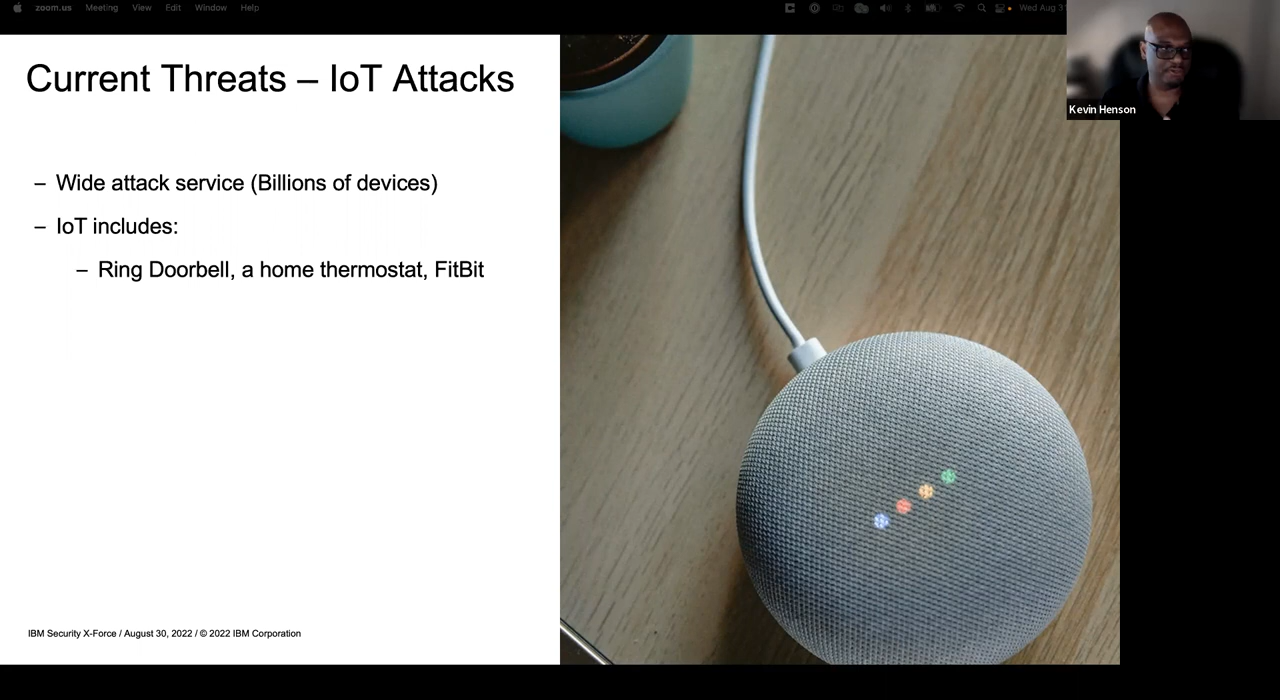 zoom.us Meeting View Edit Window Help Wed Aug 31
Kevin Henson
Current Threats – IoT Attacks
– Wide attack service (Billions of devices)
– IoT includes:
– Ring Doorbell, a home thermostat, FitBit
IBM Security X-Force / August 30, 2022 / © 2022 IBM Corporation